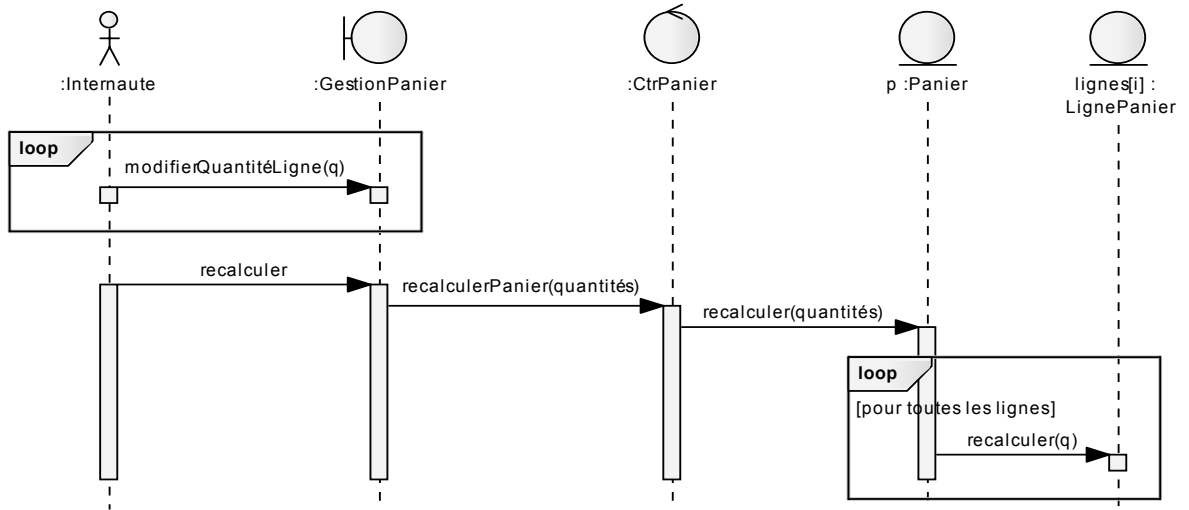 :Internaute
:GestionPanier
:CtrPanier
p :Panier
lignes[i] :
LignePanier
loop
modifierQuantitéLigne(q)
recalculer
recalculerPanier(quantités)
recalculer(quantités)
loop
[pour toutes les lignes]
recalculer(q)